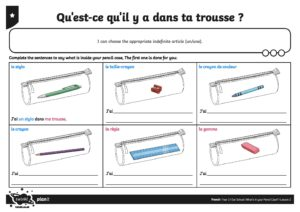 Qu'est-ce qu'il y a dans ta trousse ?
I can choose the appropriate indefinite article (un/une).
Complete the sentences to say what is inside your pencil case. The first one is done for you.
le stylo
le taille-crayon
le crayon de couleur
J'ai un stylo dans ma trousse.
J'ai
J'ai
le crayon
la règle
la gomme
J'ai
J'ai
J'ai
twinkl
planit